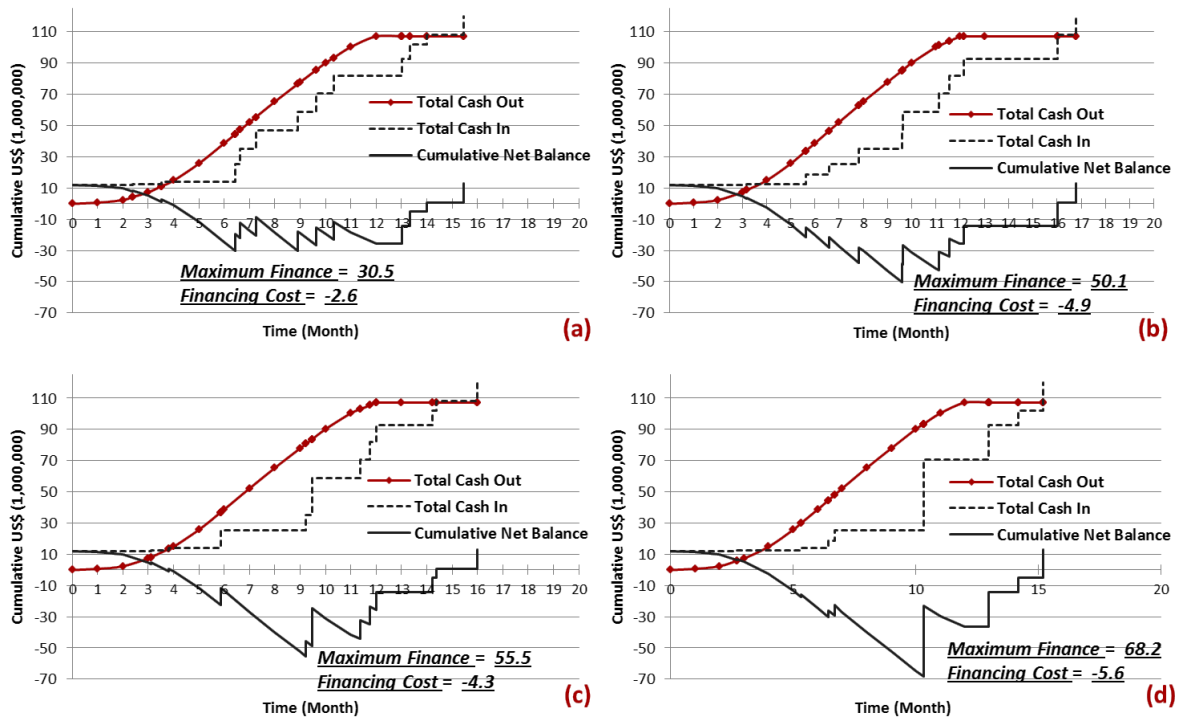 (a)
Cumulative US$ (1,000,000)
110
90
70
50
30
10
-10
-30
-50
-70
0 1 2 3 4 5 6 7 8 9 10 11 12 13 14 15 16 17 18 19 20
Total Cash Out
Total Cash In
Cumulative Net Balance
Maximum Finance = 30.5
Financing Cost = -2.6
Time (Month)
(b)
Cumulative US$ (1,000,000)
110
90
70
50
30
10
-10
-30
-50
-70
0 1 2 3 4 5 6 7 8 9 10 11 12 13 14 15 16 17 18 19 20
Total Cash Out
Total Cash In
Cumulative Net Balance
Maximum Finance = 50.1
Financing Cost = -4.9
Time (Month)
(c)
Cumulative US$ (1,000,000)
110
90
70
50
30
10
-10
-30
-50
-70
0 1 2 3 4 5 6 7 8 9 10 11 12 13 14 15 16 17 18 19 20
Total Cash Out
Total Cash In
Cumulative Net Balance
Maximum Finance = 55.5
Financing Cost = -4.3
Time (Month)
(d)
Cumulative US$ (1,000,000)
110
90
70
50
30
10
-10
-30
-50
-70
0 5 10 15 20
Total Cash Out
Total Cash In
Cumulative Net Balance
Maximum Finance = 68.2
Financing Cost = -5.6
Time (Month)